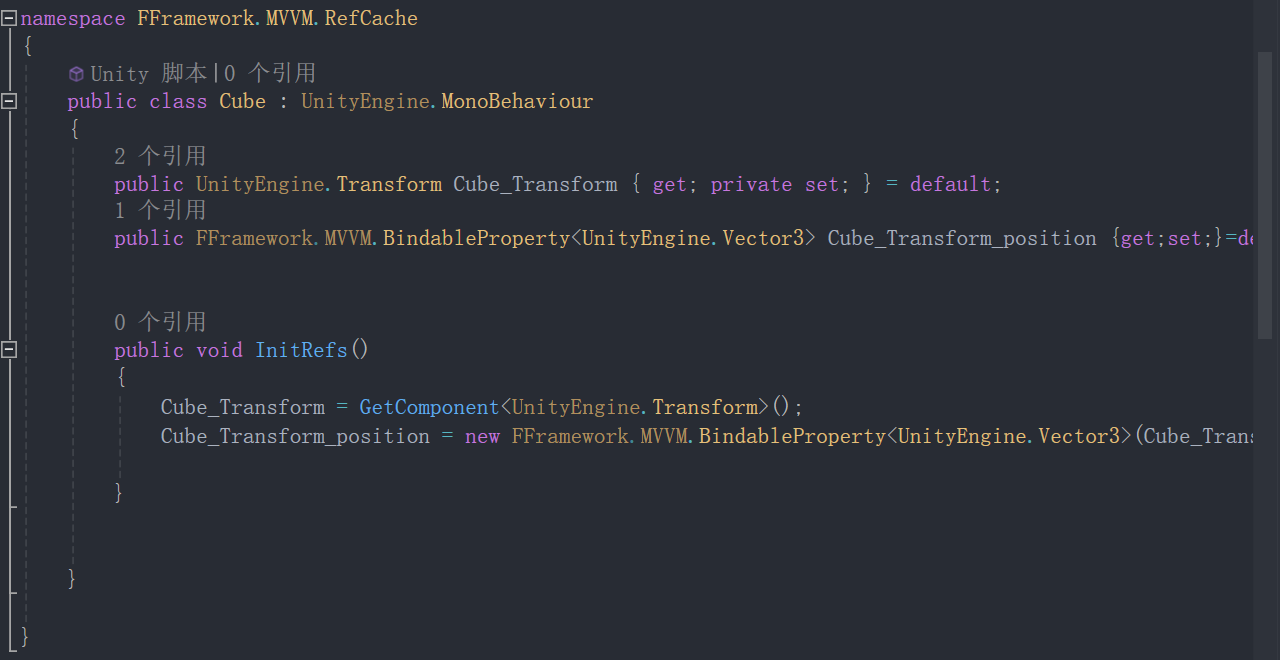 namespace FFramework.MVVM.RefCache
{
Unity 脚本|0 个引用
public class Cube : UnityEngine.MonoBehaviour
{
2 个引用
public UnityEngine.Transform Cube_Transform { get; private set; } = default;
1 个引用
public FFramework.MVVM.BindableProperty<UnityEngine.Vector3> Cube_Transform_position {get;set;}=de
0 个引用
public void InitRefs()
{
Cube_Transform = GetComponent<UnityEngine.Transform>();
Cube_Transform_position = new FFramework.MVVM.BindableProperty<UnityEngine.Vector3>(Cube_Trans
}
}
}